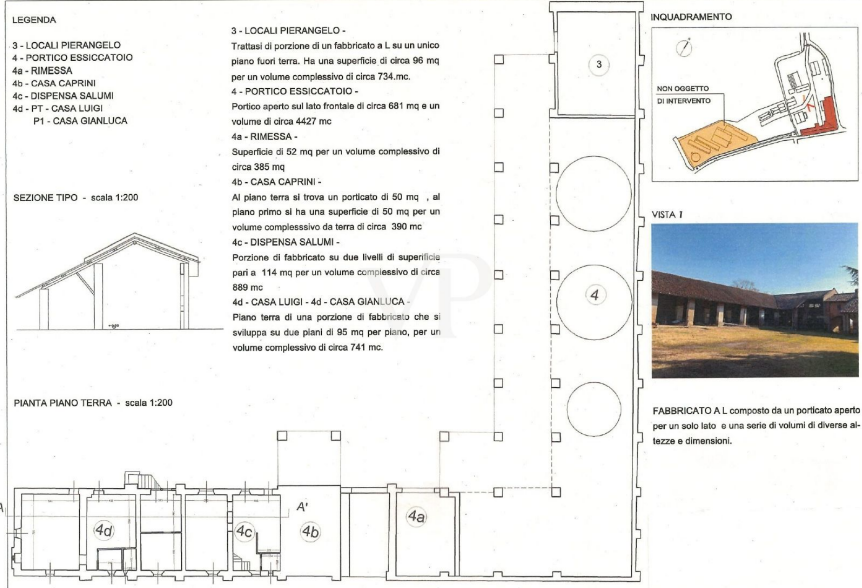 LEGENDA
3 - LOCALI PIERANGELO
4 - PORTICO ESSICCATOIO
4a - RIMESSA
4b - CASA CAPRINI
4c - DISPENSA SALUMI
4d - PT - CASA LUIGI
P1 - CASA GIANLUCA
SEZIONE TIPO - scala 1:200
PIANTA PIANO TERRA - scala 1:200
3 - LOCALI PIERANGELO -
Trattasi di porzione di un fabbricato a L su un unico
piano fuori terra. Ha una superficie di circa 96 mq
per un volume complessivo di circa 734.mc.
4 - PORTICO ESSICCATOIO -
Portico aperto sul lato frontale di circa 681 mq e un
volume di circa 4427 mc
4a - RIMESSA -
Superficie di 52 mq per un volume complessivo di
circa 385 mq
4b - CASA CAPRINI -
Al piano terra si trova un porticato di 50 mq , al
piano primo si ha una superficie di 50 mq per un
volume complesssivo da terra di circa 390 mc
4c - DISPENSA SALUMI -
Porzione di fabbricato su due livelli di superificie
pari a 114 mq per un volume complessivo di circa
889 mc
4d - CASA LUIGI - 4d - CASA GIANLUCA -
Piano terra di una porzione di fabbricato che si
sviluppa su due piani di 95 mq per piano, per un
volume complessivo di circa 741 mc.
VP
3
4
4a
4b
4c
4d
A
A'
INQUADRAMENTO
NON OGGETTO
DI INTERVENTO
VISTA 1
FABBRICATO A L composto da un porticato aperto
per un solo lato e una serie di volumi di diverse al-
tezze e dimensioni.